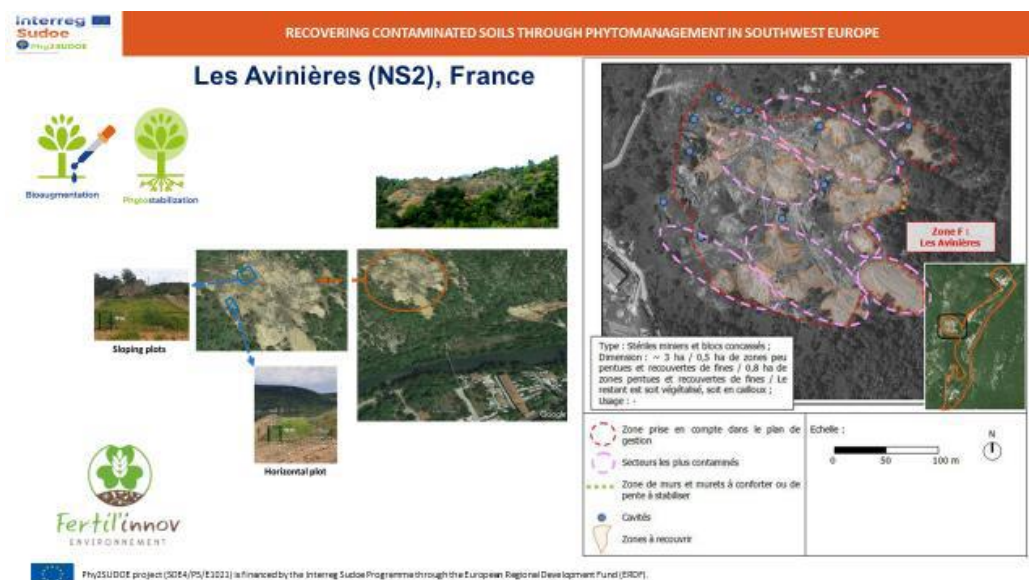 Interreg
Sudoe
Phy2SUDOE
RECOVERING CONTAMINATED SOILS THROUGH PHYTOMANAGEMENT IN SOUTHWEST EUROPE
Les Avinières (NS2), France
Bioaugmentation
Phytostabilization
Sloping plots
Horizontal plot
Google
Fertil'innov
ENVIRONNEMENT
Zone F :
Les Avinières
Type : Stériles miniers et blocs concassés ;
Dimension : ~ 3 ha / 0,5 ha de zones peu
pentues et recouvertes de fines / 0,8 ha de
zones pentues et recouvertes de fines / Le
restant est soit végétalisé, soit en cailloux ;
Usage : -
Zone prise en compte dans le plan de
gestion
Secteurs les plus contaminés
Zone de murs et murets à conforter ou de
pente à stabiliser
Cavités
Zones à recouvrir
Echelle :
0 50 100 m
N
Phy2SUDOE project (SOE4/P5/E1021) is financed by the Interreg Sudoe Programme through the European Regional Development Fund (ERDF).